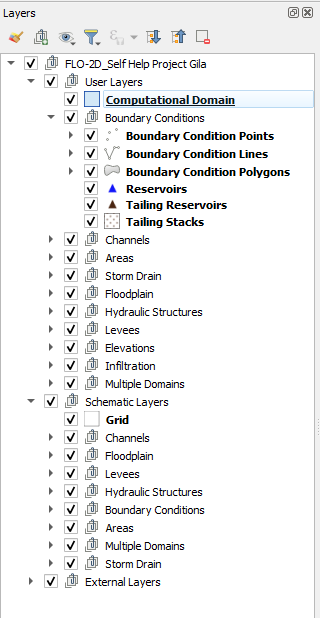 Layers
FLO-2D_Self Help Project Gila
User Layers
Computational Domain
Boundary Conditions
Boundary Condition Points
Boundary Condition Lines
Boundary Condition Polygons
Reservoirs
Tailing Reservoirs
Tailing Stacks
Channels
Areas
Storm Drain
Floodplain
Hydraulic Structures
Levees
Elevations
Infiltration
Multiple Domains
Schematic Layers
Grid
Channels
Floodplain
Levees
Hydraulic Structures
Boundary Conditions
Areas
Multiple Domains
Storm Drain
External Layers